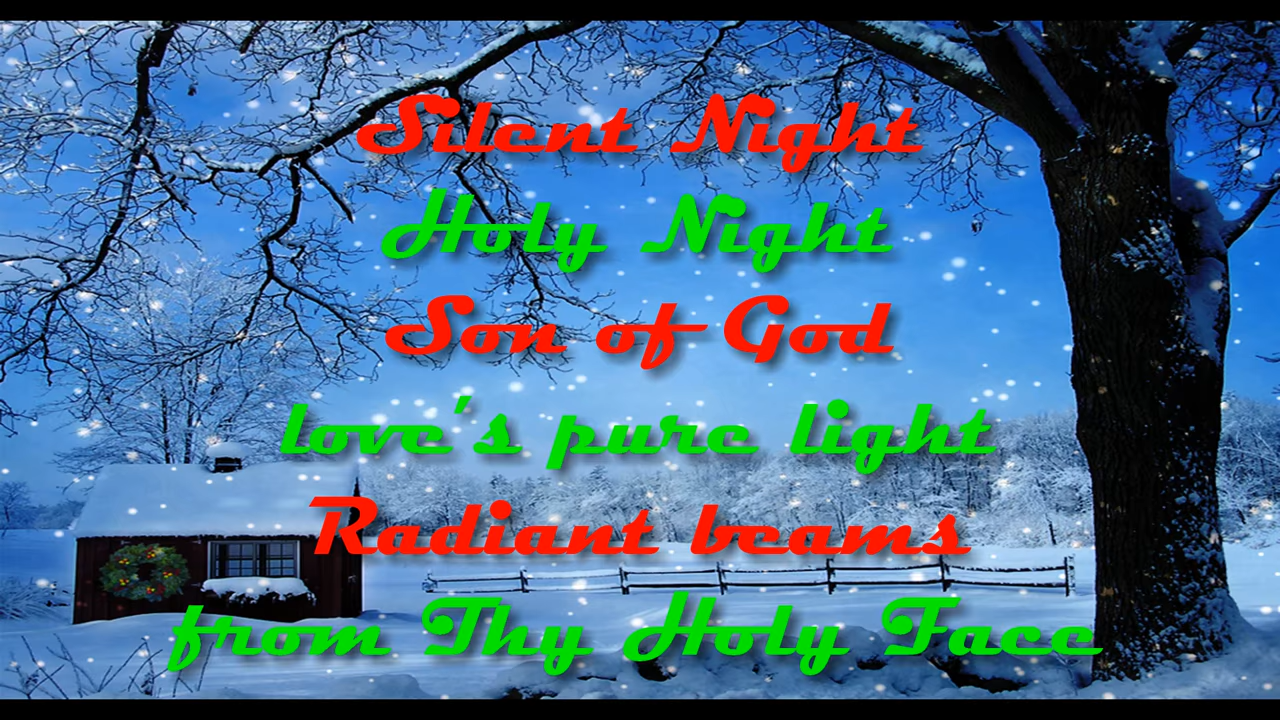 Silent Night
Holy Night
Son of God
love's pure light
Radiant beams
from Thy Holy Face